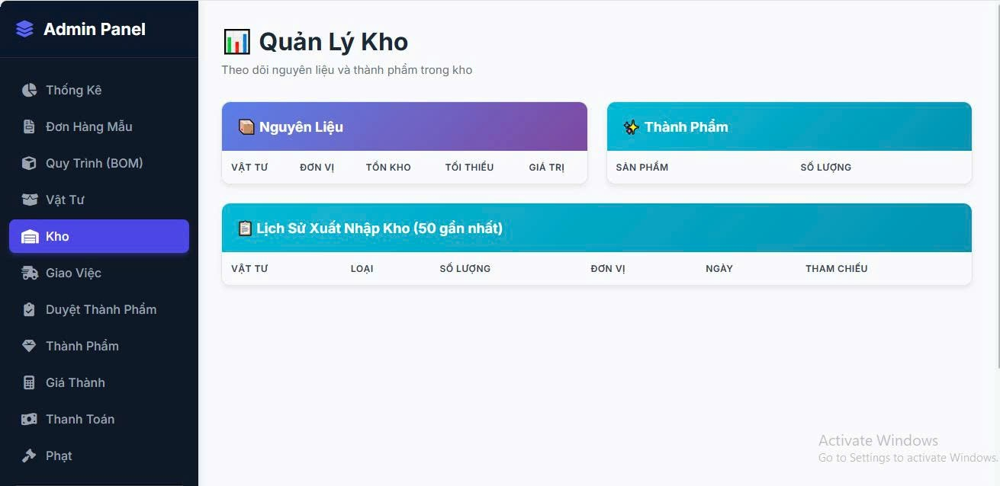 Admin Panel
Thống Kê
Đơn Hàng Mẫu
Quy Trình (BOM)
Vật Tư
Kho
Giao Việc
Duyệt Thành Phẩm
Thành Phẩm
Giá Thành
Thanh Toán
Phạt
Quản Lý Kho
Theo dõi nguyên liệu và thành phẩm trong kho
Nguyên Liệu
VẬT TƯ ĐƠN VỊ TỒN KHO TỐI THIỂU GIÁ TRỊ
Thành Phẩm
SẢN PHẨM SỐ LƯỢNG
Lịch Sử Xuất Nhập Kho (50 gần nhất)
VẬT TƯ LOẠI SỐ LƯỢNG ĐƠN VỊ NGÀY THAM CHIẾU
Activate Windows
Go to Settings to activate Windows.